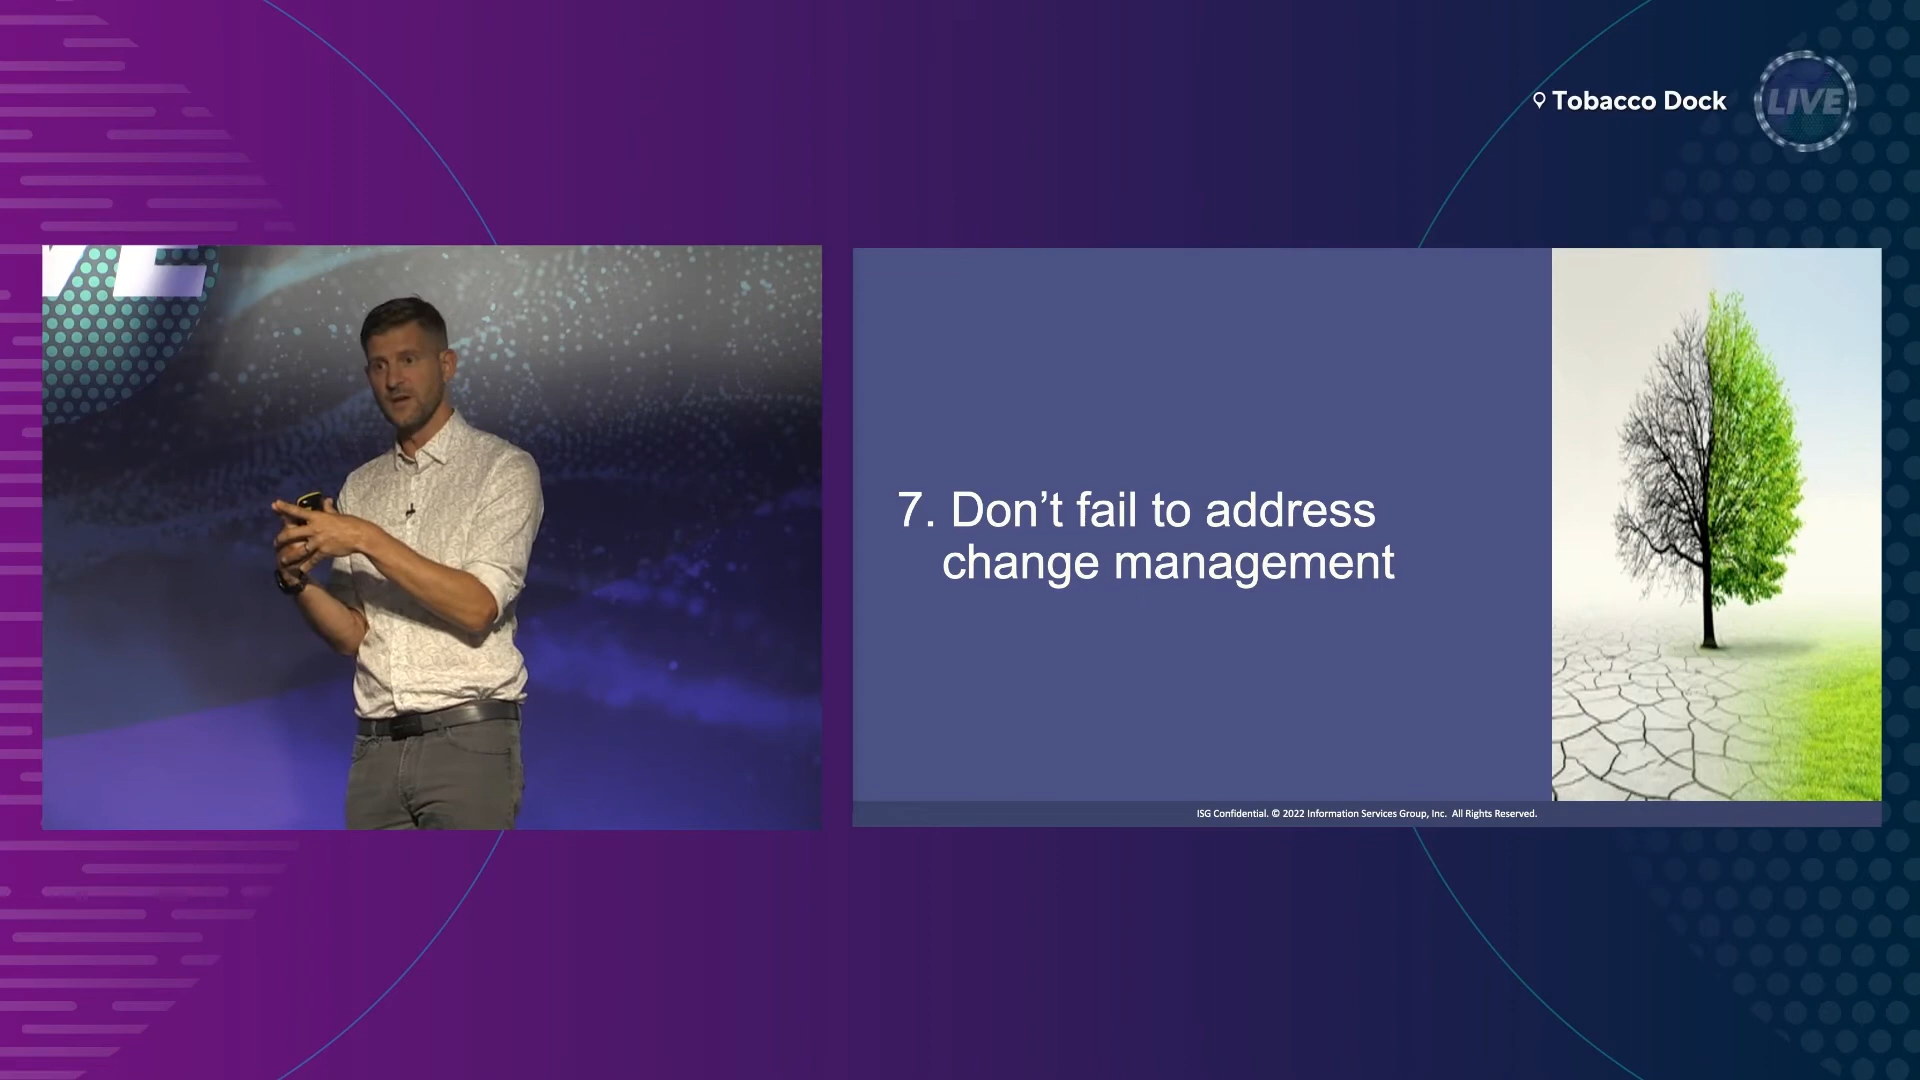 Tobacco Dock
LIVE
VE
7. Don’t fail to address
change management
ISG Confidential. © 2022 Information Services Group, Inc. All Rights Reserved.